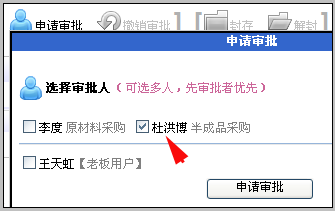 申请审批 撤销审批 【 封存 解封 】
申请审批
选择审批人（可选多人，先审批者优先）
李度 原材料采购 杜洪博 半成品采购
王天虹【老板用户】
申请审批